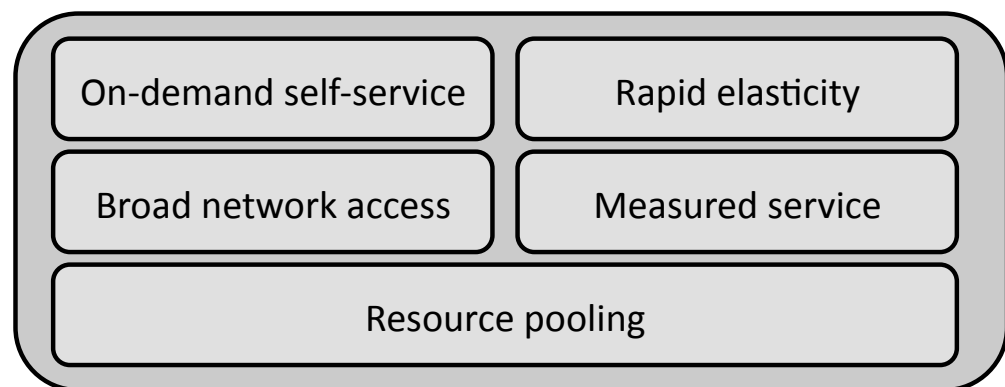 On-demand self-service
Rapid elasticity
Broad network access
Measured service
Resource pooling